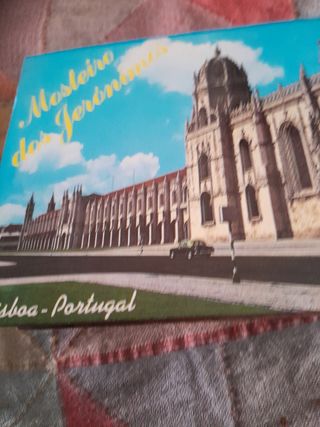 Mosteiro
dos Jerónimos
Lisboa - Portugal